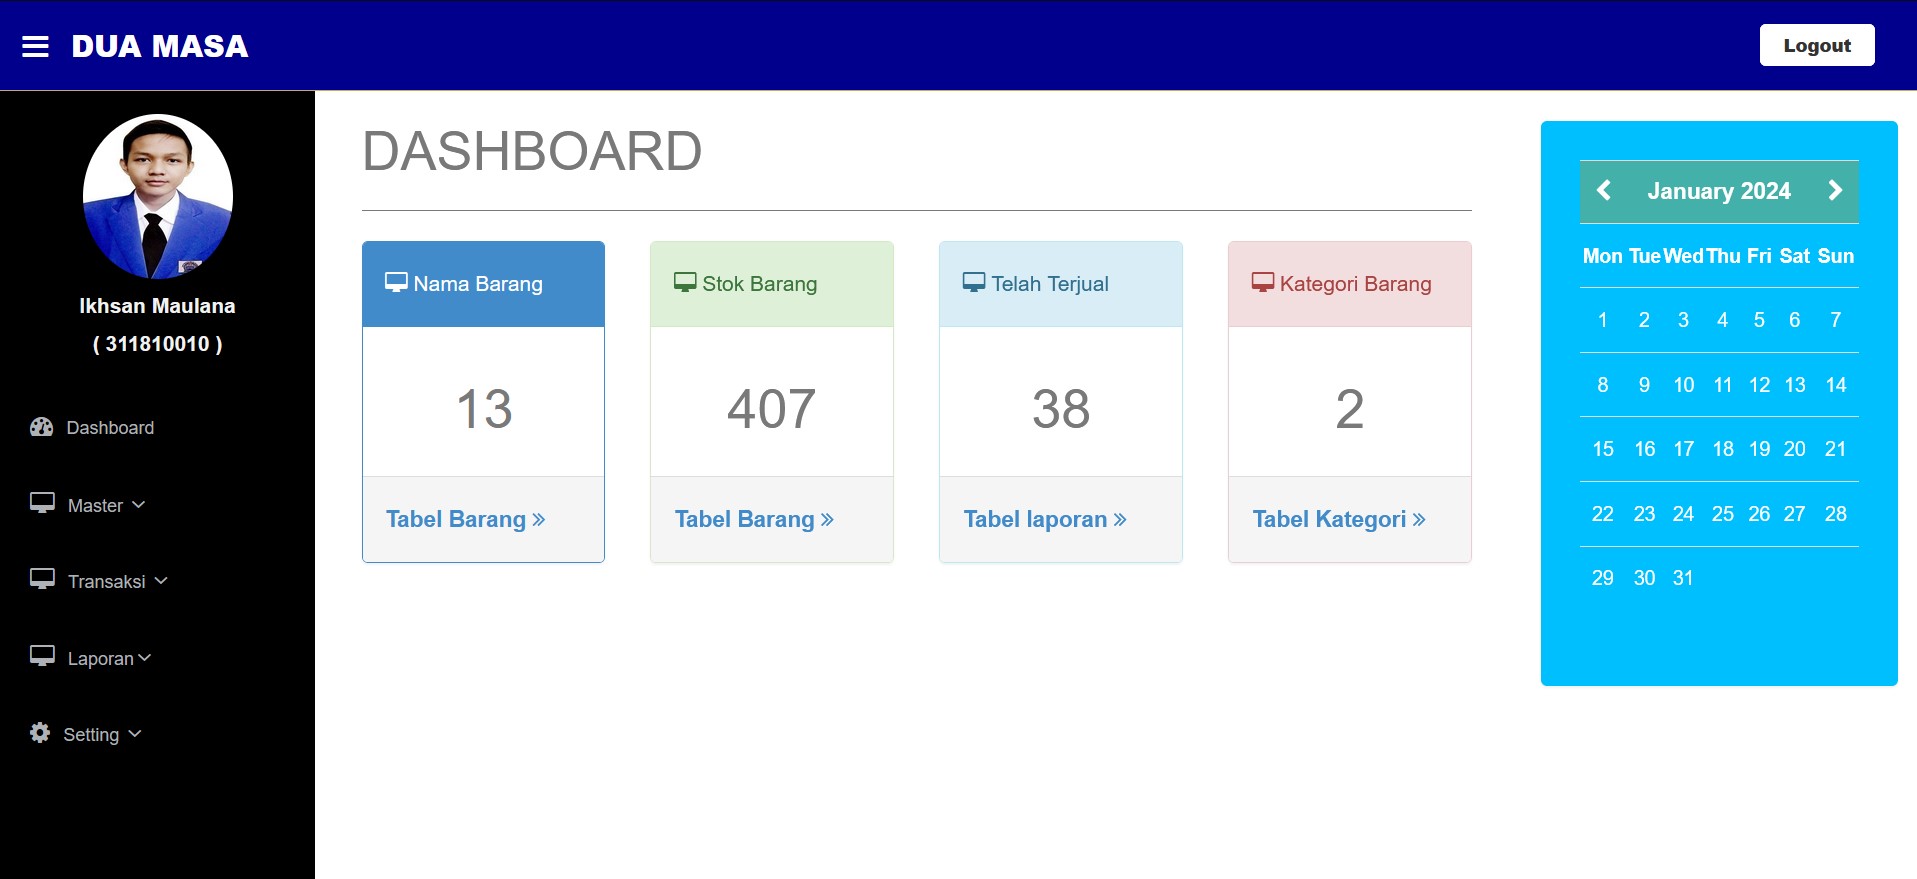 DUA MASA
Logout
Ikhsan Maulana
( 311810010 )
Dashboard
Master
Transaksi
Laporan
Setting
DASHBOARD
Nama Barang
13
Tabel Barang »
Stok Barang
407
Tabel Barang »
Telah Terjual
38
Tabel laporan »
Kategori Barang
2
Tabel Kategori »
January 2024
Mon Tue Wed Thu Fri Sat Sun
1 2 3 4 5 6 7
8 9 10 11 12 13 14
15 16 17 18 19 20 21
22 23 24 25 26 27 28
29 30 31